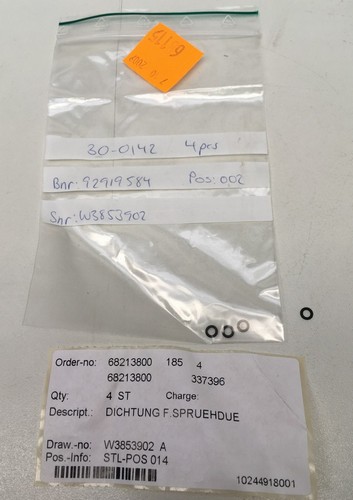 30-0142 4pcs
Bnr: 92919584 Pos: 002
Snr: W3853902
Order-no: 68213800 185 4
68213800 337396
Qty: 4 ST Charge:
Descript.: DICHTUNG F.SPRUEHDUE
Draw.-no: W3853902 A
Pos.-Info: STL-POS 014
10244918001